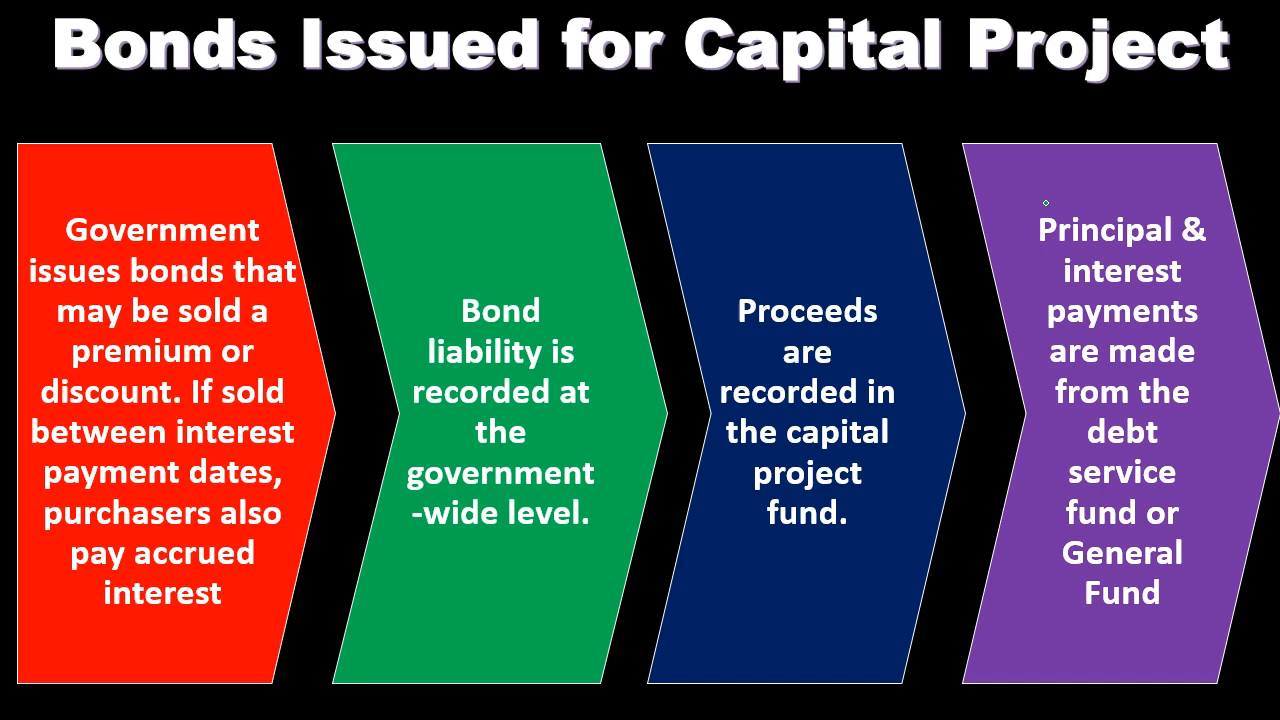 Bonds Issued for Capital Project
Government
issues bonds that
may be sold a
premium or
discount. If sold
between interest
payment dates,
purchasers also
pay accrued
interest
Bond
liability is
recorded at
the
government
-wide level.
Proceeds
are
recorded in
the capital
project
fund.
Principal &
interest
payments
are made
from the
debt
service
fund or
General
Fund